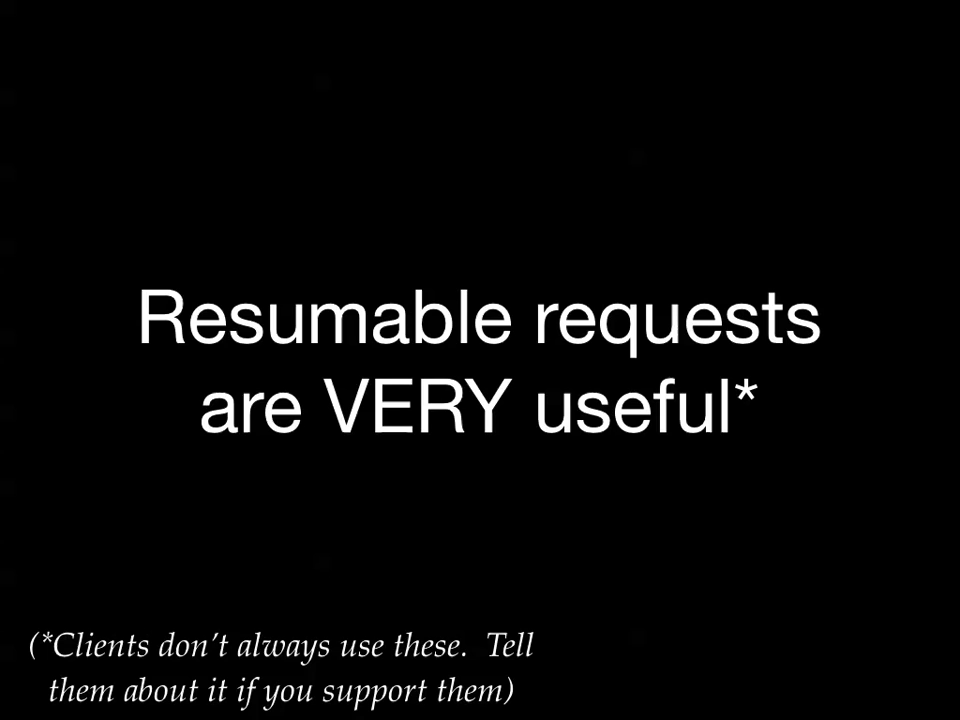 Resumable requests
are VERY useful*
(*Clients don’t always use these.  Tell
them about it if you support them)